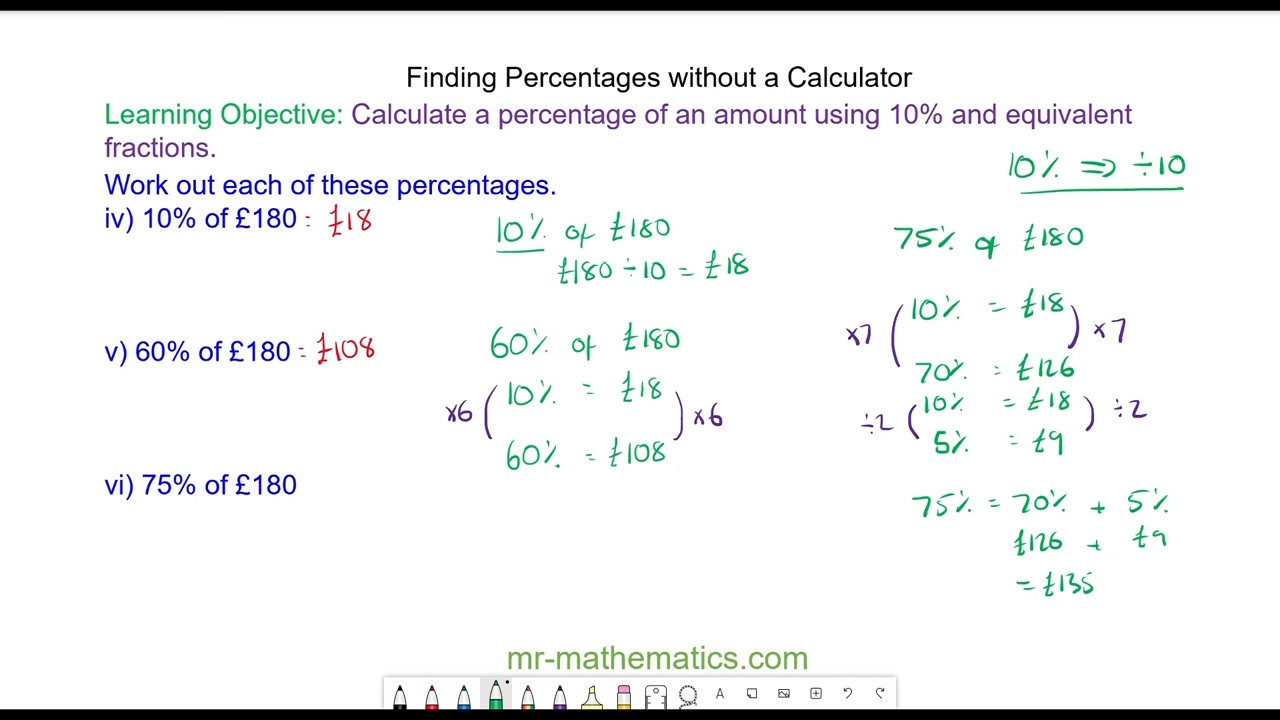 Finding Percentages without a Calculator
Learning Objective: Calculate a percentage of an amount using 10% and equivalent
fractions.
10% ⇒ ÷10
Work out each of these percentages.
iv) 10% of £180 = £18
10% of £180
£180 ÷ 10 = £18
v) 60% of £180 = £108
60% of £180
×6 ( 10% = £18 ) ×6
60% = £108
vi) 75% of £180
75% of £180
×7 ( 10% = £18 ) ×7
70% = £126
÷2 ( 10% = £18 ) ÷2
5% = £9
75% = 70% + 5%
£126 + £9
= £135
mr-mathematics.com
A